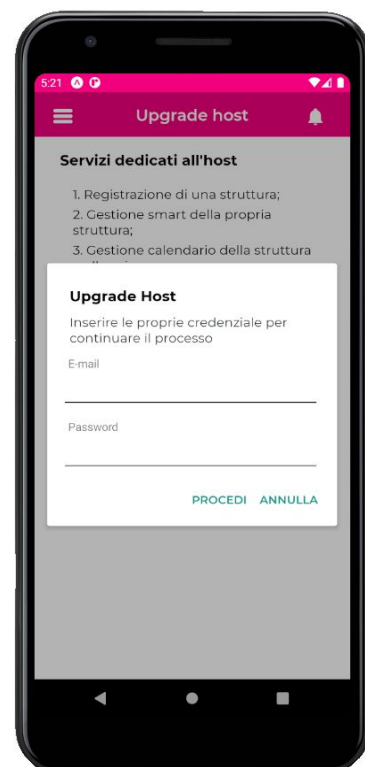 5:21
Upgrade host
Servizi dedicati all'host
1. Registrazione di una struttura;
2. Gestione smart della propria
struttura;
3. Gestione calendario della struttura
Upgrade Host
Inserire le proprie credenziale per
continuare il processo
E-mail
Password
PROCEDI ANNULLA